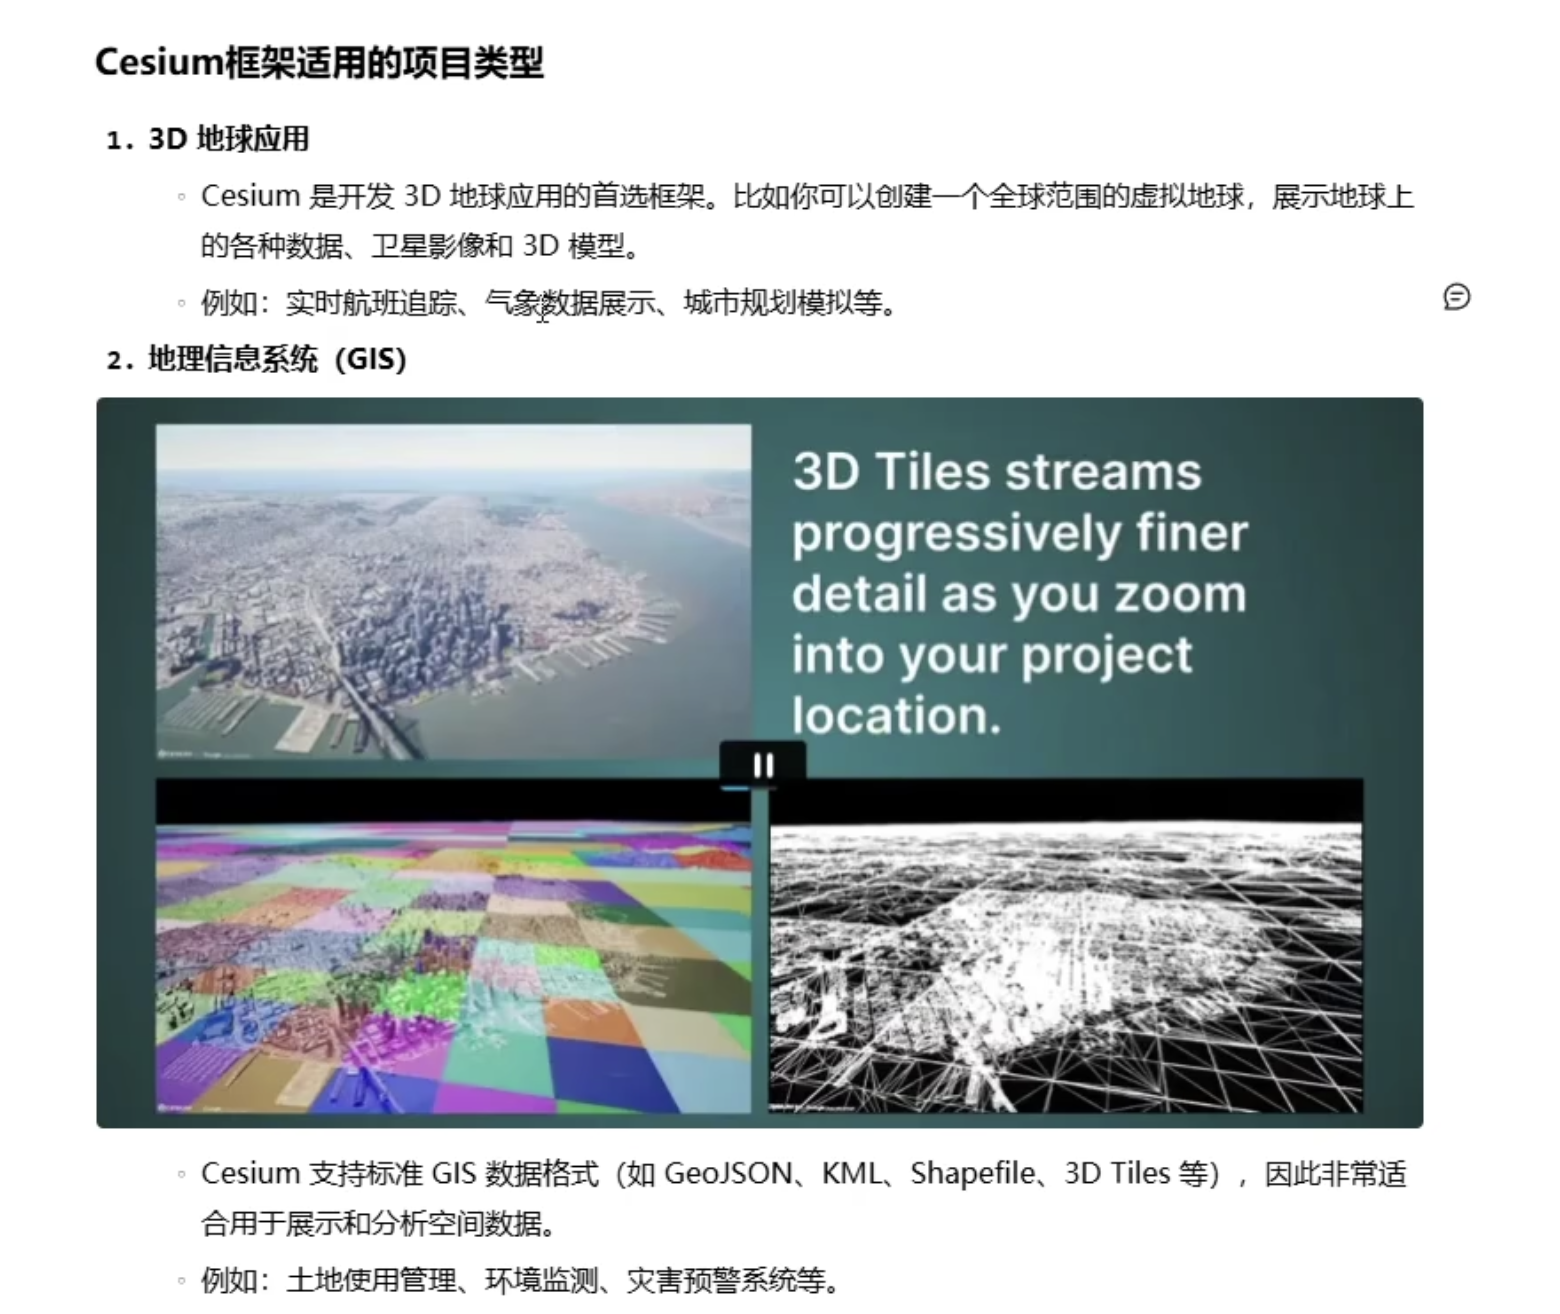 Cesium框架适用的项目类型
1. 3D 地球应用
Cesium 是开发 3D 地球应用的首选框架。比如你可以创建一个全球范围的虚拟地球，展示地球上
的各种数据、卫星影像和 3D 模型。
例如：实时航班追踪、气象数据展示、城市规划模拟等。
2. 地理信息系统（GIS）
3D Tiles streams
progressively finer
detail as you zoom
into your project
location.
Cesium 支持标准 GIS 数据格式（如 GeoJSON、KML、Shapefile、3D Tiles 等），因此非常适
合用于展示和分析空间数据。
例如：土地使用管理、环境监测、灾害预警系统等。